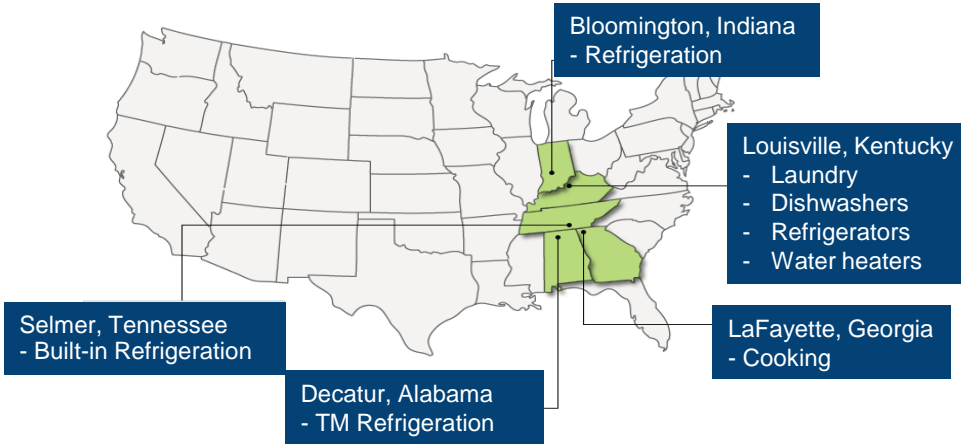 Bloomington, Indiana
- Refrigeration
Louisville, Kentucky
- Laundry
- Dishwashers
- Refrigerators
- Water heaters
Selmer, Tennessee
- Built-in Refrigeration
LaFayette, Georgia
- Cooking
Decatur, Alabama
- TM Refrigeration